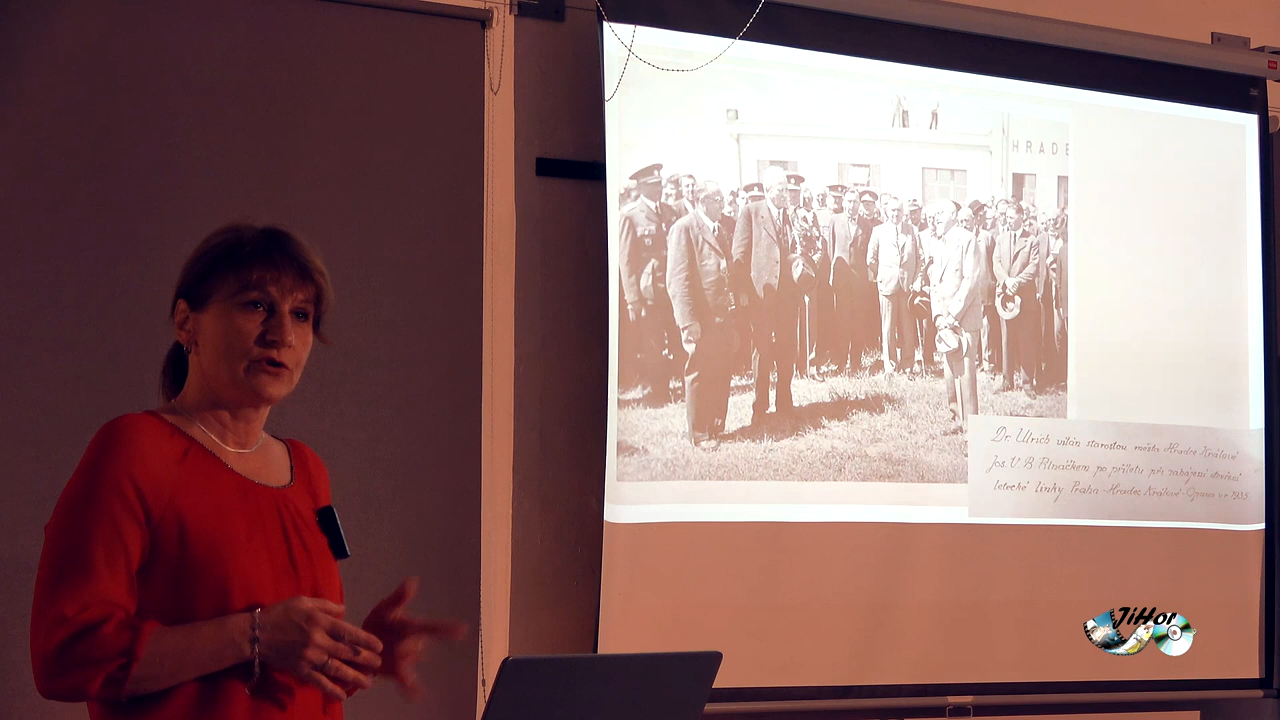 HRADE
Dr. Ulrich vítán starostou města Hradce Králové
Jos. V. B. Pilnáčkem po příletu při zahájení otevření
letecké linky Praha-Hradec Králové-Opava v r. 1935
JiHor